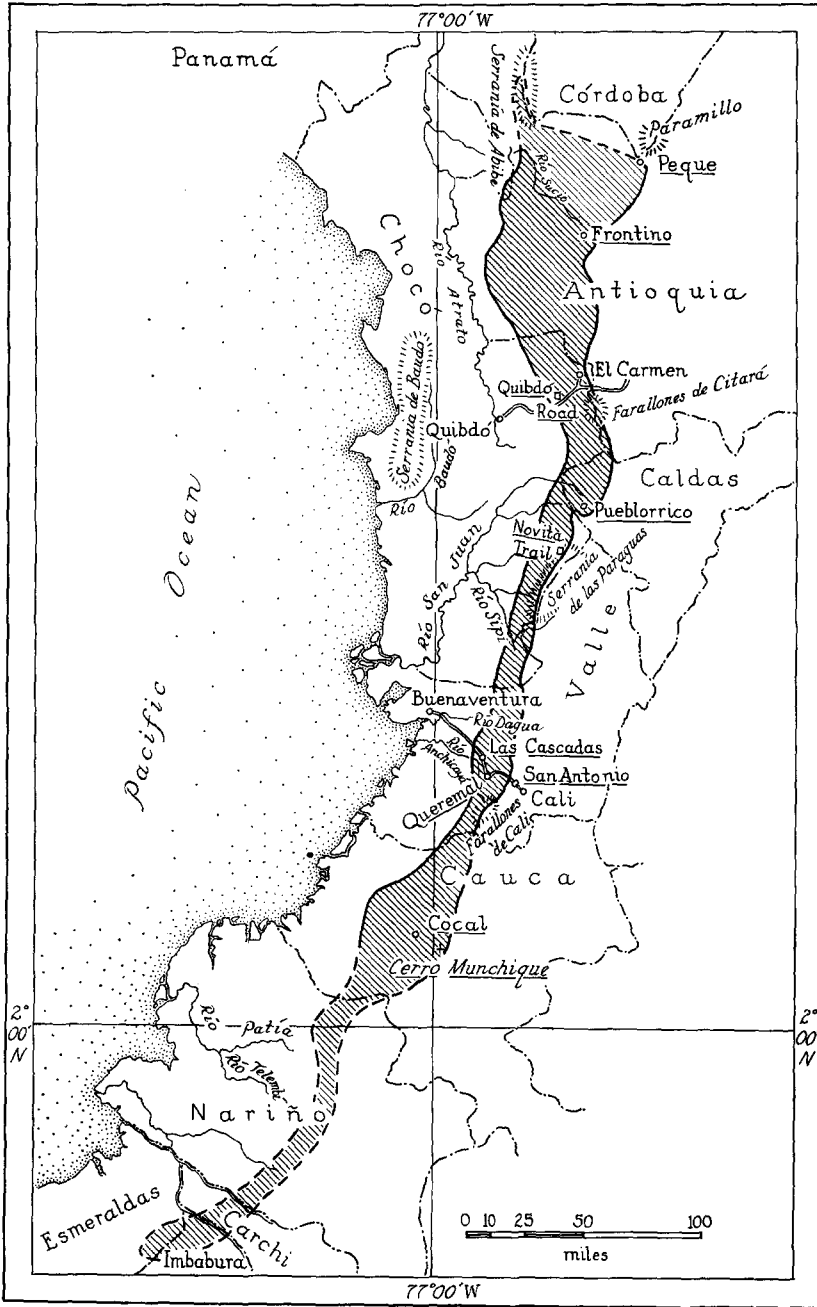 77°00' W
Panamá
Serranía de Abibe
Córdoba
Paramillo
Peque
Río Sucio
Frontino
Chocó
Río Atrato
Antioquia
El Carmen
Quibdó
Road
Farallones de Citará
Quibdó
Serranía de Baudó
Río Baudó
Caldas
Pueblorrico
Novita
Trail
Serranía
de las Paraguas
Río San Juan
Río Sipí
Valle
Pacific Ocean
Buenaventura
Río Dagua
Río
Anchicaya
Las Cascadas
San Antonio
Cali
Queremal
Farallones
de Cali
Cauca
Cocal
Cerro Munchique
2°
00'
N
2°
00'
N
Río Patía
Río Telembí
Nariño
Esmeraldas
Carchi
Imbabura
0 10 25 50 100
miles
77°00' W